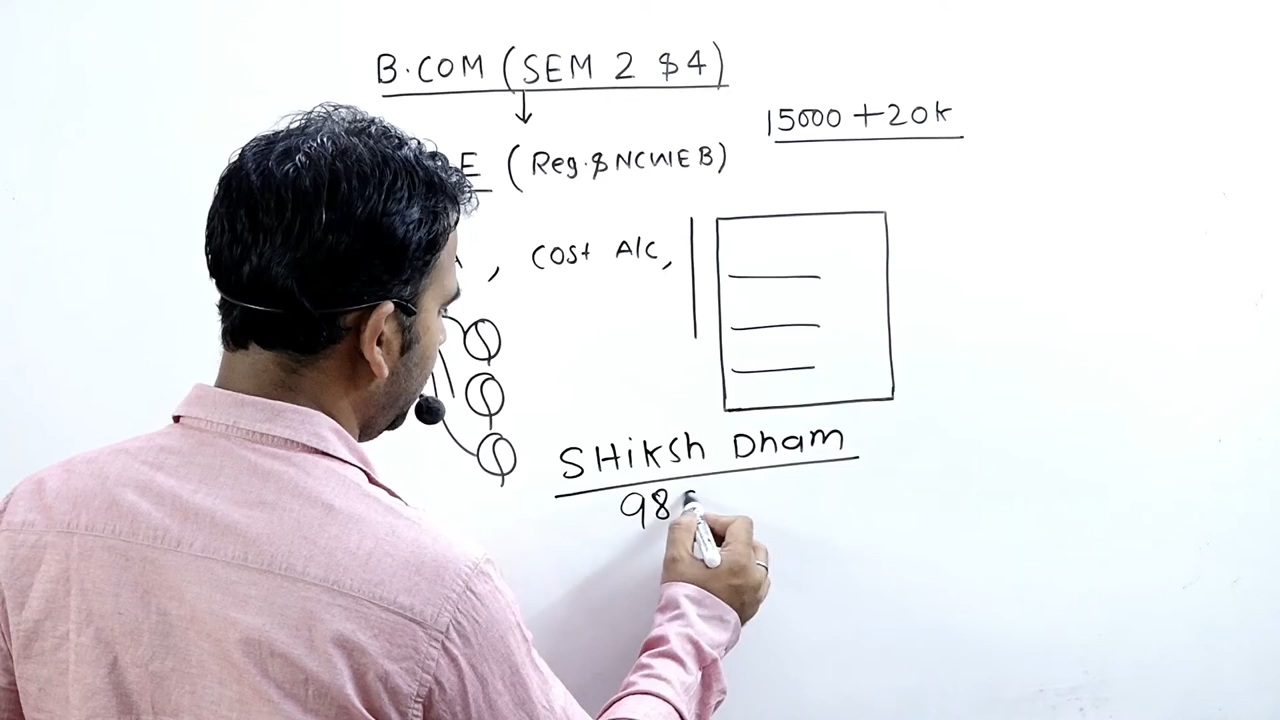 B.COM (SEM 2 $ 4)
15000 + 20K
E (Reg. $ NCWEB)
, Cost A/c,
SHiksh Dham
98